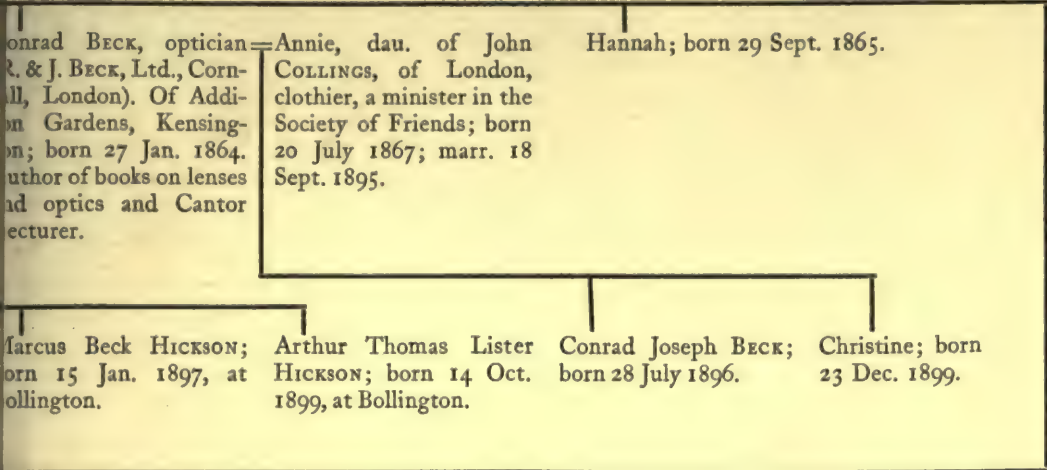 onrad BECK, optician
. & J. BECK, Ltd., Corn-
ll, London). Of Addi-
on Gardens, Kensing-
on; born 27 Jan. 1864.
uthor of books on lenses
nd optics and Cantor
ecturer.
=Annie, dau. of John
COLLINGS, of London,
clothier, a minister in the
Society of Friends; born
20 July 1867; marr. 18
Sept. 1895.
Hannah; born 29 Sept. 1865.
arcus Beck HICKSON;
orn 15 Jan. 1897, at
ollington.
Arthur Thomas Lister
HICKSON; born 14 Oct.
1899, at Bollington.
Conrad Joseph BECK;
born 28 July 1896.
Christine; born
23 Dec. 1899.